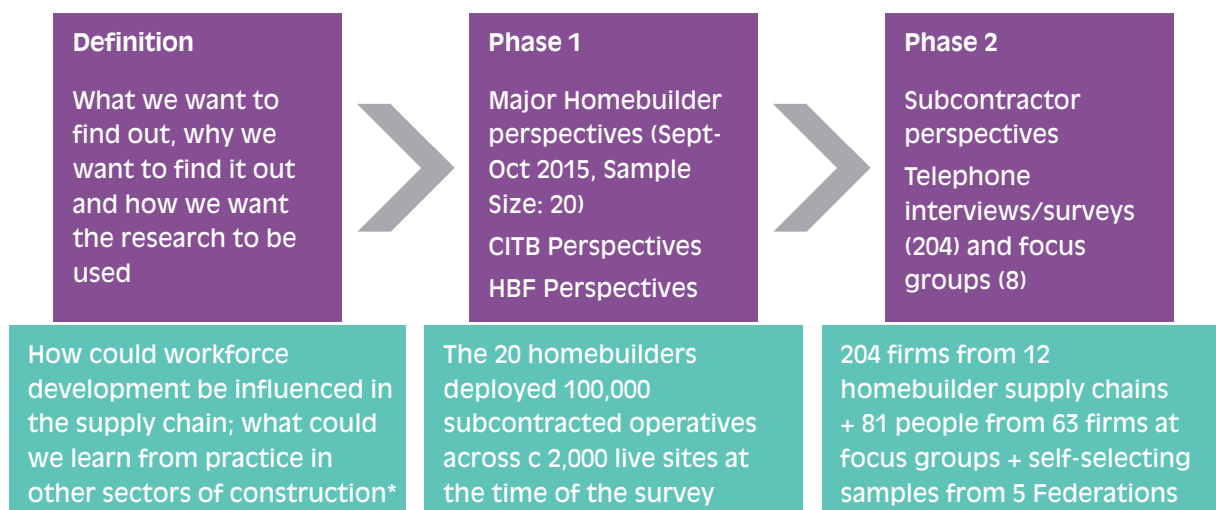 Definition
What we want to
find out, why we
want to find it out
and how we want
the research to be
used
How could workforce
development be influenced in
the supply chain; what could
we learn from practice in
other sectors of construction*
Phase 1
Major Homebuilder
perspectives (Sept-
Oct 2015, Sample
Size: 20)
CITB Perspectives
HBF Perspectives
The 20 homebuilders
deployed 100,000
subcontracted operatives
across c 2,000 live sites at
the time of the survey
Phase 2
Subcontractor
perspectives
Telephone
interviews/surveys
(204) and focus
groups (8)
204 firms from 12
homebuilder supply chains
+ 81 people from 63 firms at
focus groups + self-selecting
samples from 5 Federations